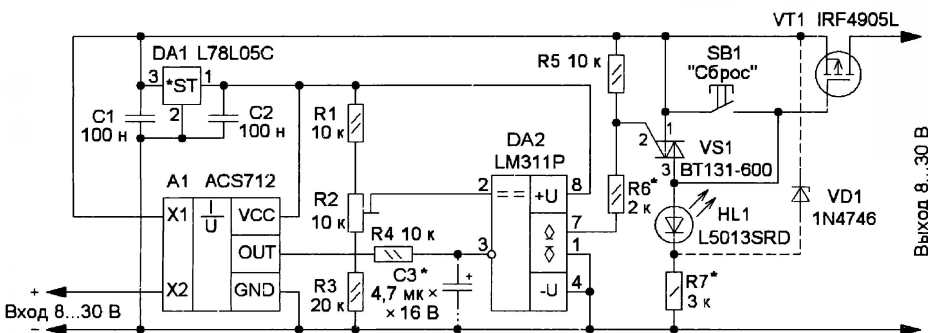 VT1 IRF4905L
DA1 L78L05C
R5 10 к
SB1
"Сброс"
3
*ST
1
2
C1
100 н
C2
100 н
R1
10 к
DA2
LM311P
2
1
VS1
3
BT131-600
A1 ACS712
I
U
X1
VCC
OUT
X2
GND
R2
10 к
2
==
+U
8
7
1
-U
4
3
R6*
2 к
HL1
L5013SRD
VD1
1N4746
R4 10 к
C3*
4,7 мк ×
× 16 В
+
R3
20 к
R7*
3 к
+
Вход 8...30 В
−
Выход 8...30 В